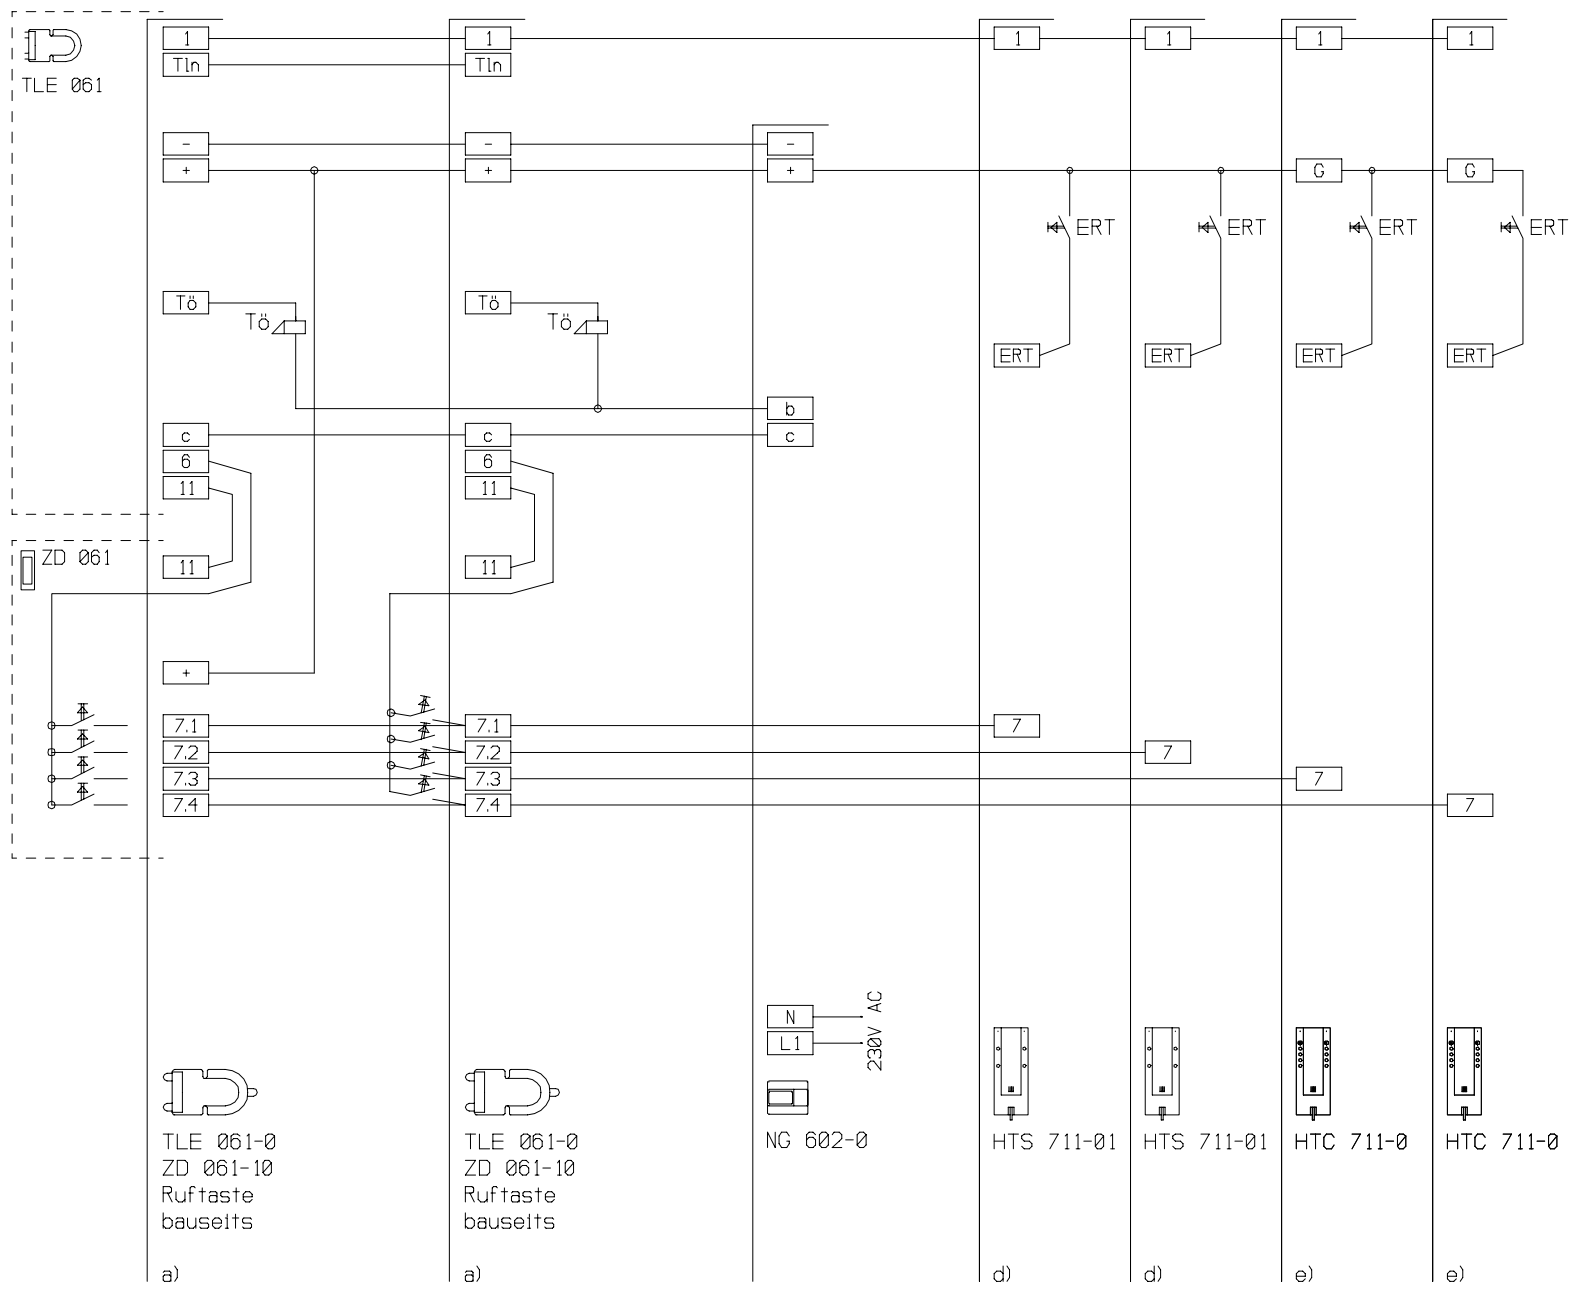 1 1 1 1 1 1
TLE 061
Tln Tln
- - -
+ + + G G
ERT ERT ERT ERT
Tö Tö
Tö Tö
ERT ERT ERT ERT
b
c c c
6 6
11 11
ZD 061
11 11
+
7.1 7.1 7
7.2 7.2 7
7.3 7.3 7
7.4 7.4 7
N
L1
230V AC
TLE 061-0
ZD 061-10
Ruftaste
bauseits
a)
TLE 061-0
ZD 061-10
Ruftaste
bauseits
a)
NG 602-0
HTS 711-01
d)
HTS 711-01
d)
HTC 711-0
e)
HTC 711-0
e)